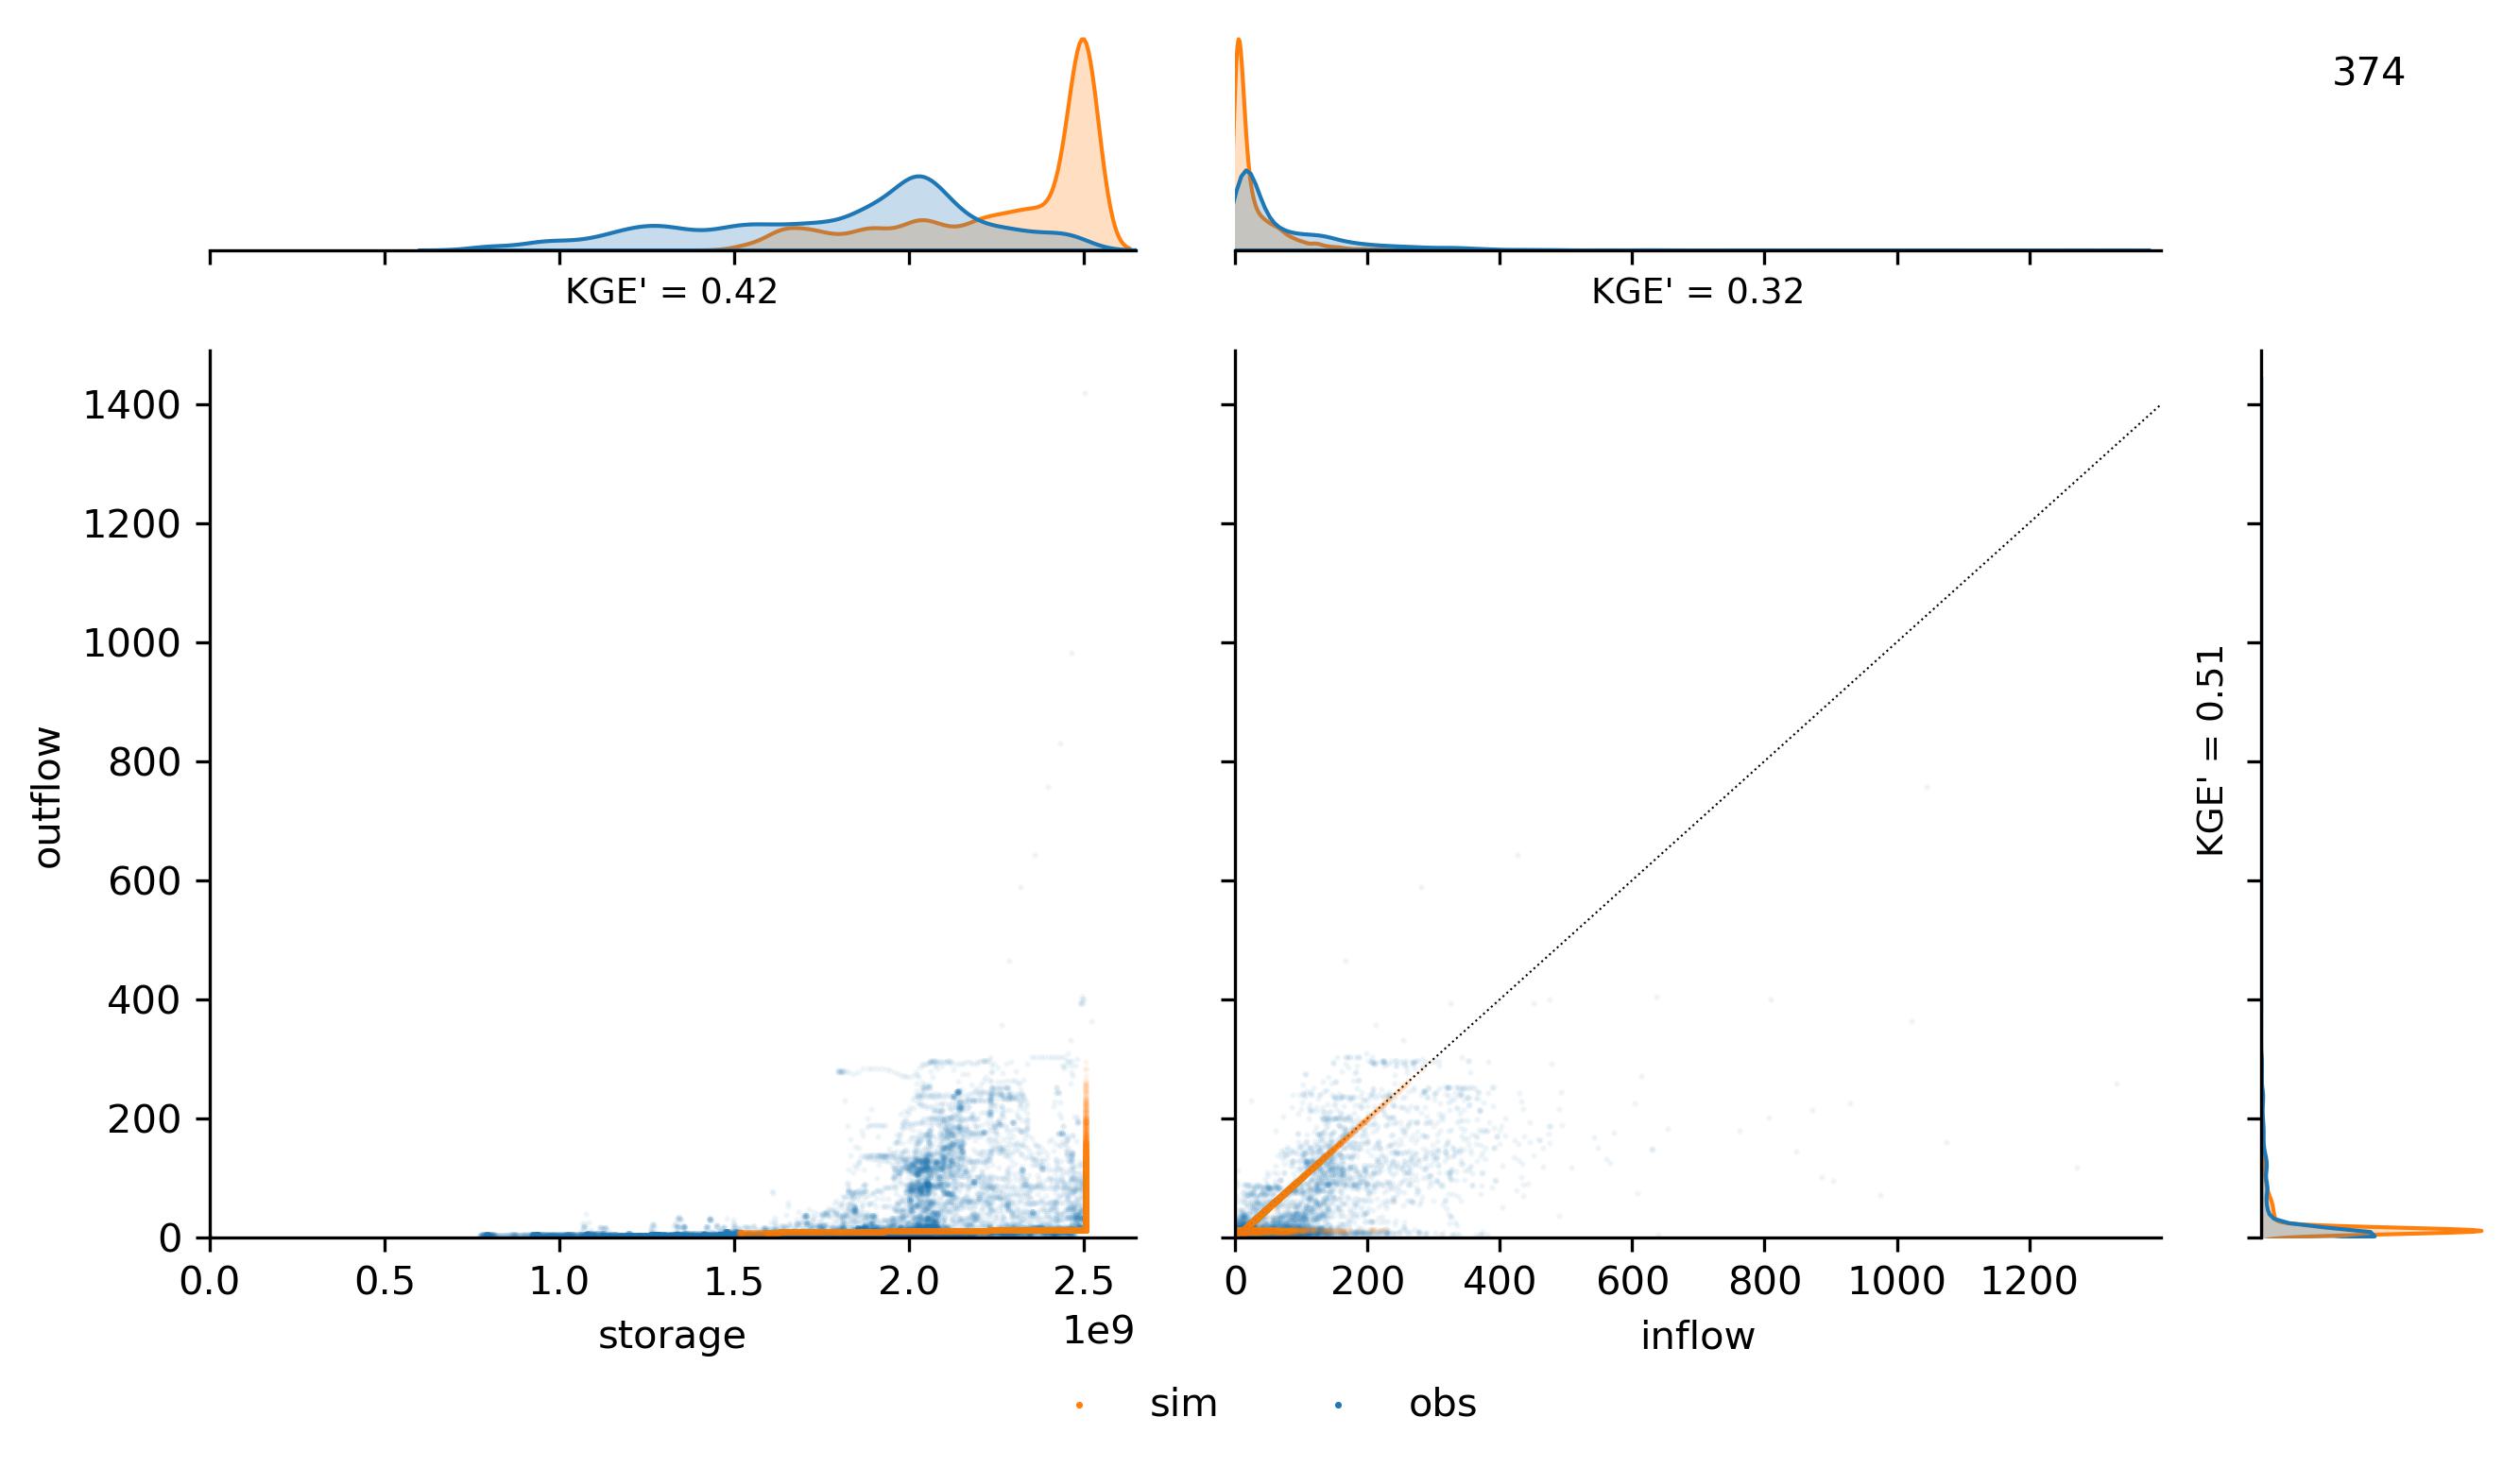 374
KGE' = 0.42
KGE' = 0.32
1400
1200
1000
800
600
400
200
0
outflow
KGE' = 0.51
0.0 0.5 1.0 1.5 2.0 2.5
0 200 400 600 800 1000 1200
storage
1e9
inflow
sim obs